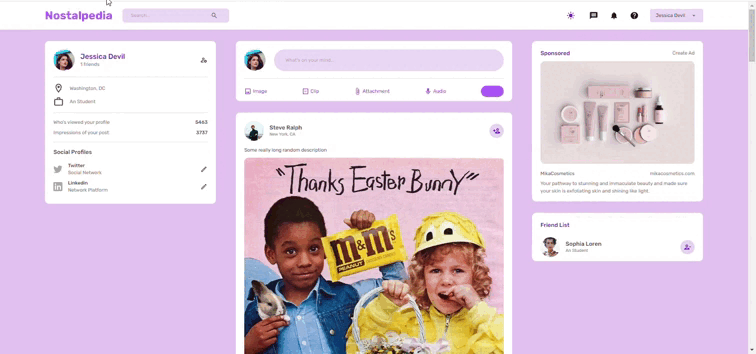 Nostalpedia
Search...
Jessica Devil
Jessica Devil
1 friends
Washington, DC
An Student
Who's viewed your profile
5463
Impressions of your post
3737
Social Profiles
Twitter
Social Network
Linkedin
Network Platform
What's on your mind...
Image
Clip
Attachment
Audio
Steve Ralph
New York, CA
Some really long random description
"Thanks Easter Bunny"
m&m's
PEANUT
Sponsored
Create Ad
MikaCosmetics
mikacosmetics.com
Your pathway to stunning and immaculate beauty and made sure
your skin is exfoliating and shining like light.
Friend List
Sophia Loren
An Student